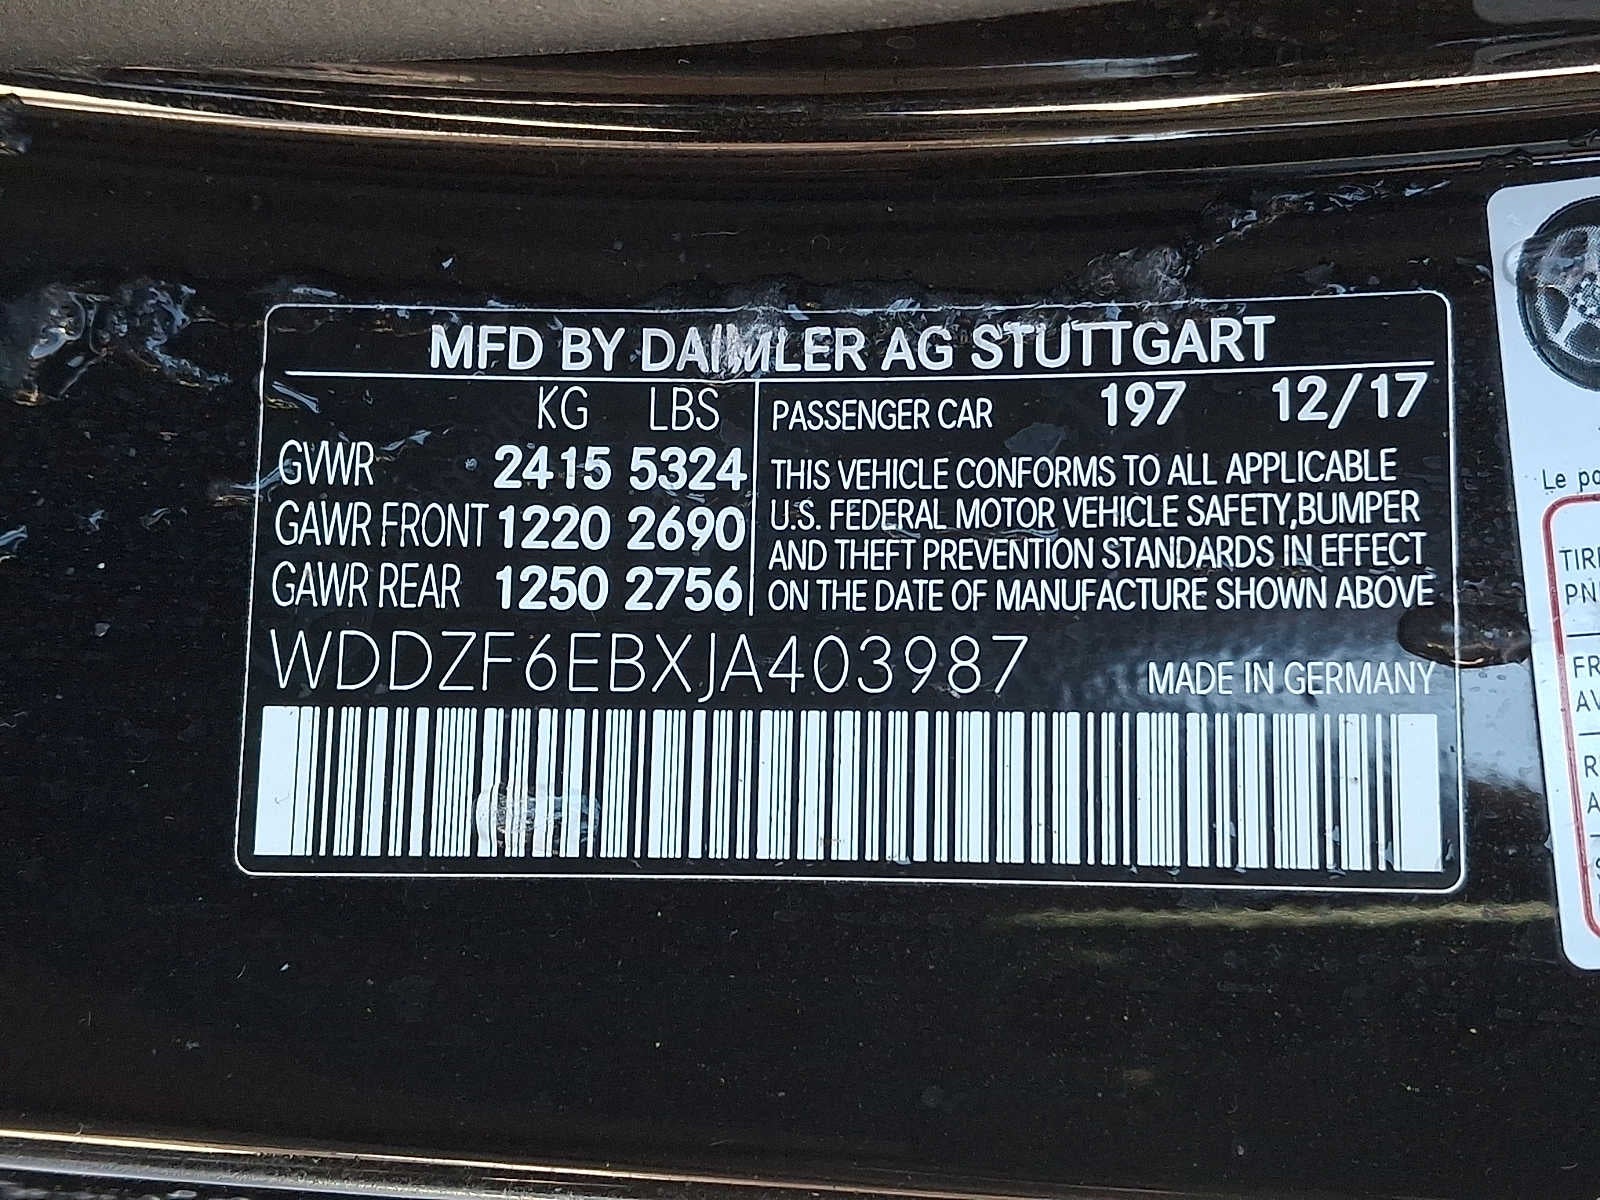 MFD BY DAIMLER AG STUTTGART
KG LBS
GVWR 2415 5324
GAWR FRONT 1220 2690
GAWR REAR 1250 2756
PASSENGER CAR 197 12/17
THIS VEHICLE CONFORMS TO ALL APPLICABLE
U.S. FEDERAL MOTOR VEHICLE SAFETY,BUMPER
AND THEFT PREVENTION STANDARDS IN EFFECT
ON THE DATE OF MANUFACTURE SHOWN ABOVE
WDDZF6EBXJA403987
MADE IN GERMANY
Le